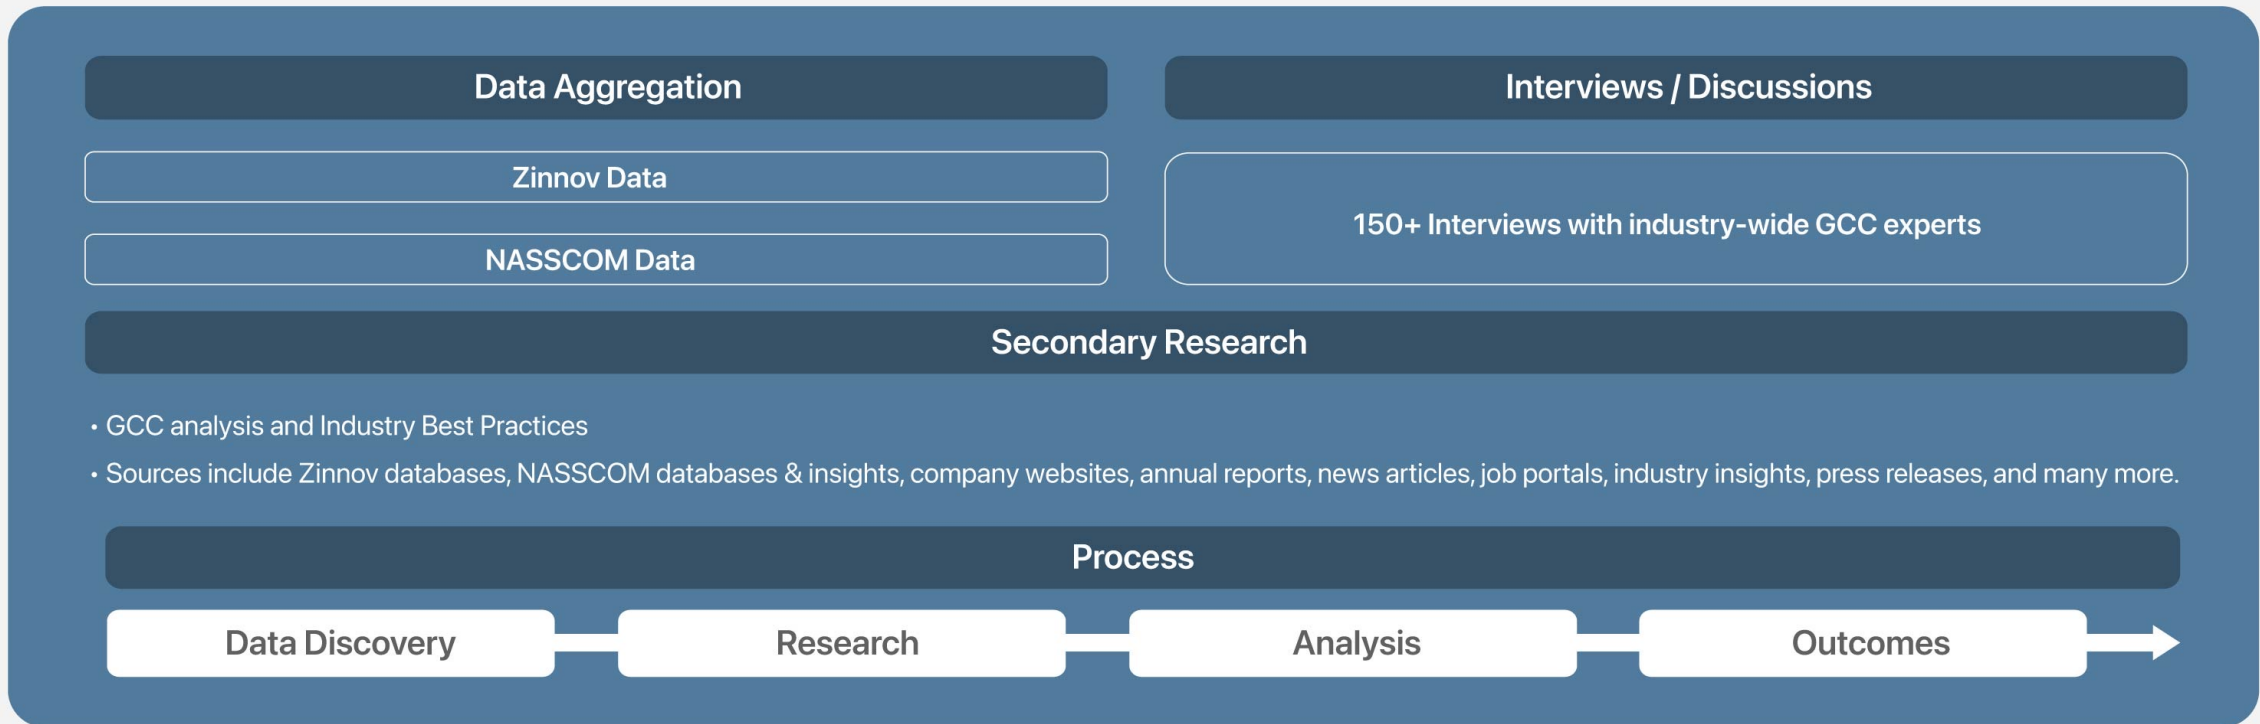 Data Aggregation
Interviews / Discussions
Zinnov Data
NASSCOM Data
150+ Interviews with industry-wide GCC experts
Secondary Research
• GCC analysis and Industry Best Practices
• Sources include Zinnov databases, NASSCOM databases & insights, company websites, annual reports, news articles, job portals, industry insights, press releases, and many more.
Process
Data Discovery
Research
Analysis
Outcomes